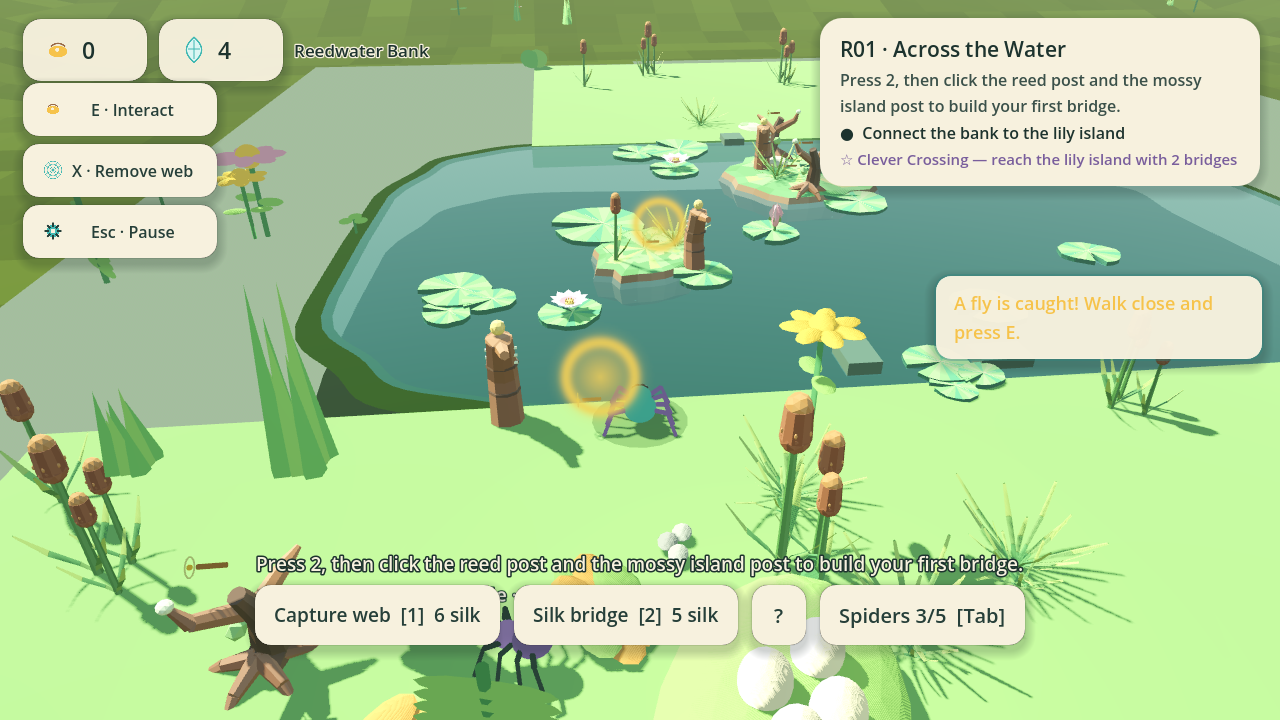 0
4
Reedwater Bank
E · Interact
X · Remove web
Esc · Pause
R01 · Across the Water
Press 2, then click the reed post and the mossy
island post to build your first bridge.
● Connect the bank to the lily island
☆ Clever Crossing — reach the lily island with 2 bridges
A fly is caught! Walk close and
press E.
Press 2, then click the reed post and the mossy island post to build your first bridge.
Capture web [1] 6 silk
Silk bridge [2] 5 silk
?
Spiders 3/5 [Tab]